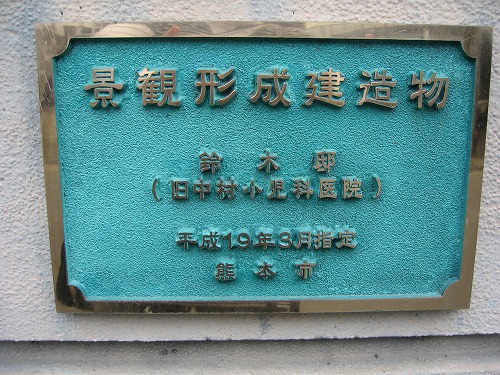 景観形成建造物
鈴木邸
(旧中村小児科医院)
平成19年3月指定
熊本市